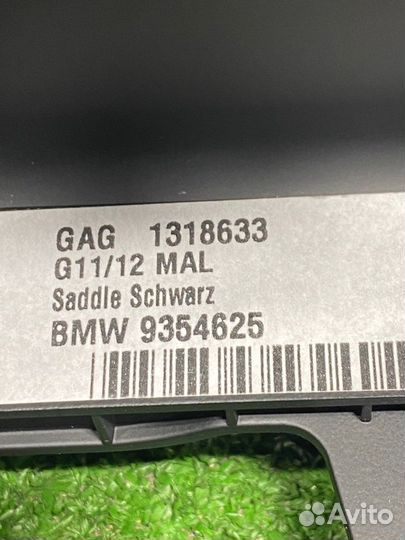 GAG 1318633
G11/12 MAL
Saddle Schwarz
BMW 9354625
Avito